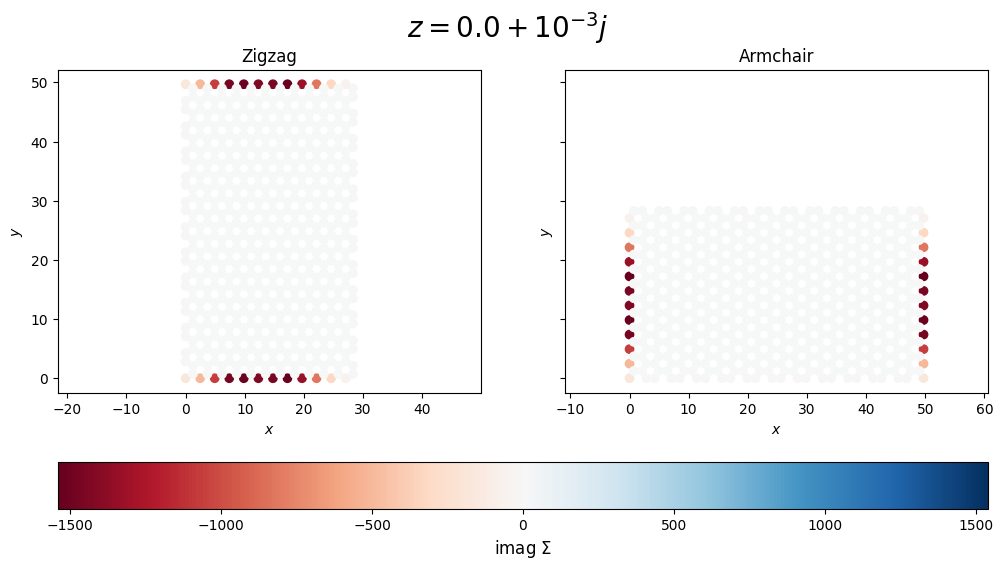 z = 0.0 + 10⁻³j
Zigzag
Armchair
50
40
30
20
10
0
y
y
−20 −10 0 10 20 30 40
−10 0 10 20 30 40 50 60
x
x
−1500 −1000 −500 0 500 1000 1500
imag Σ